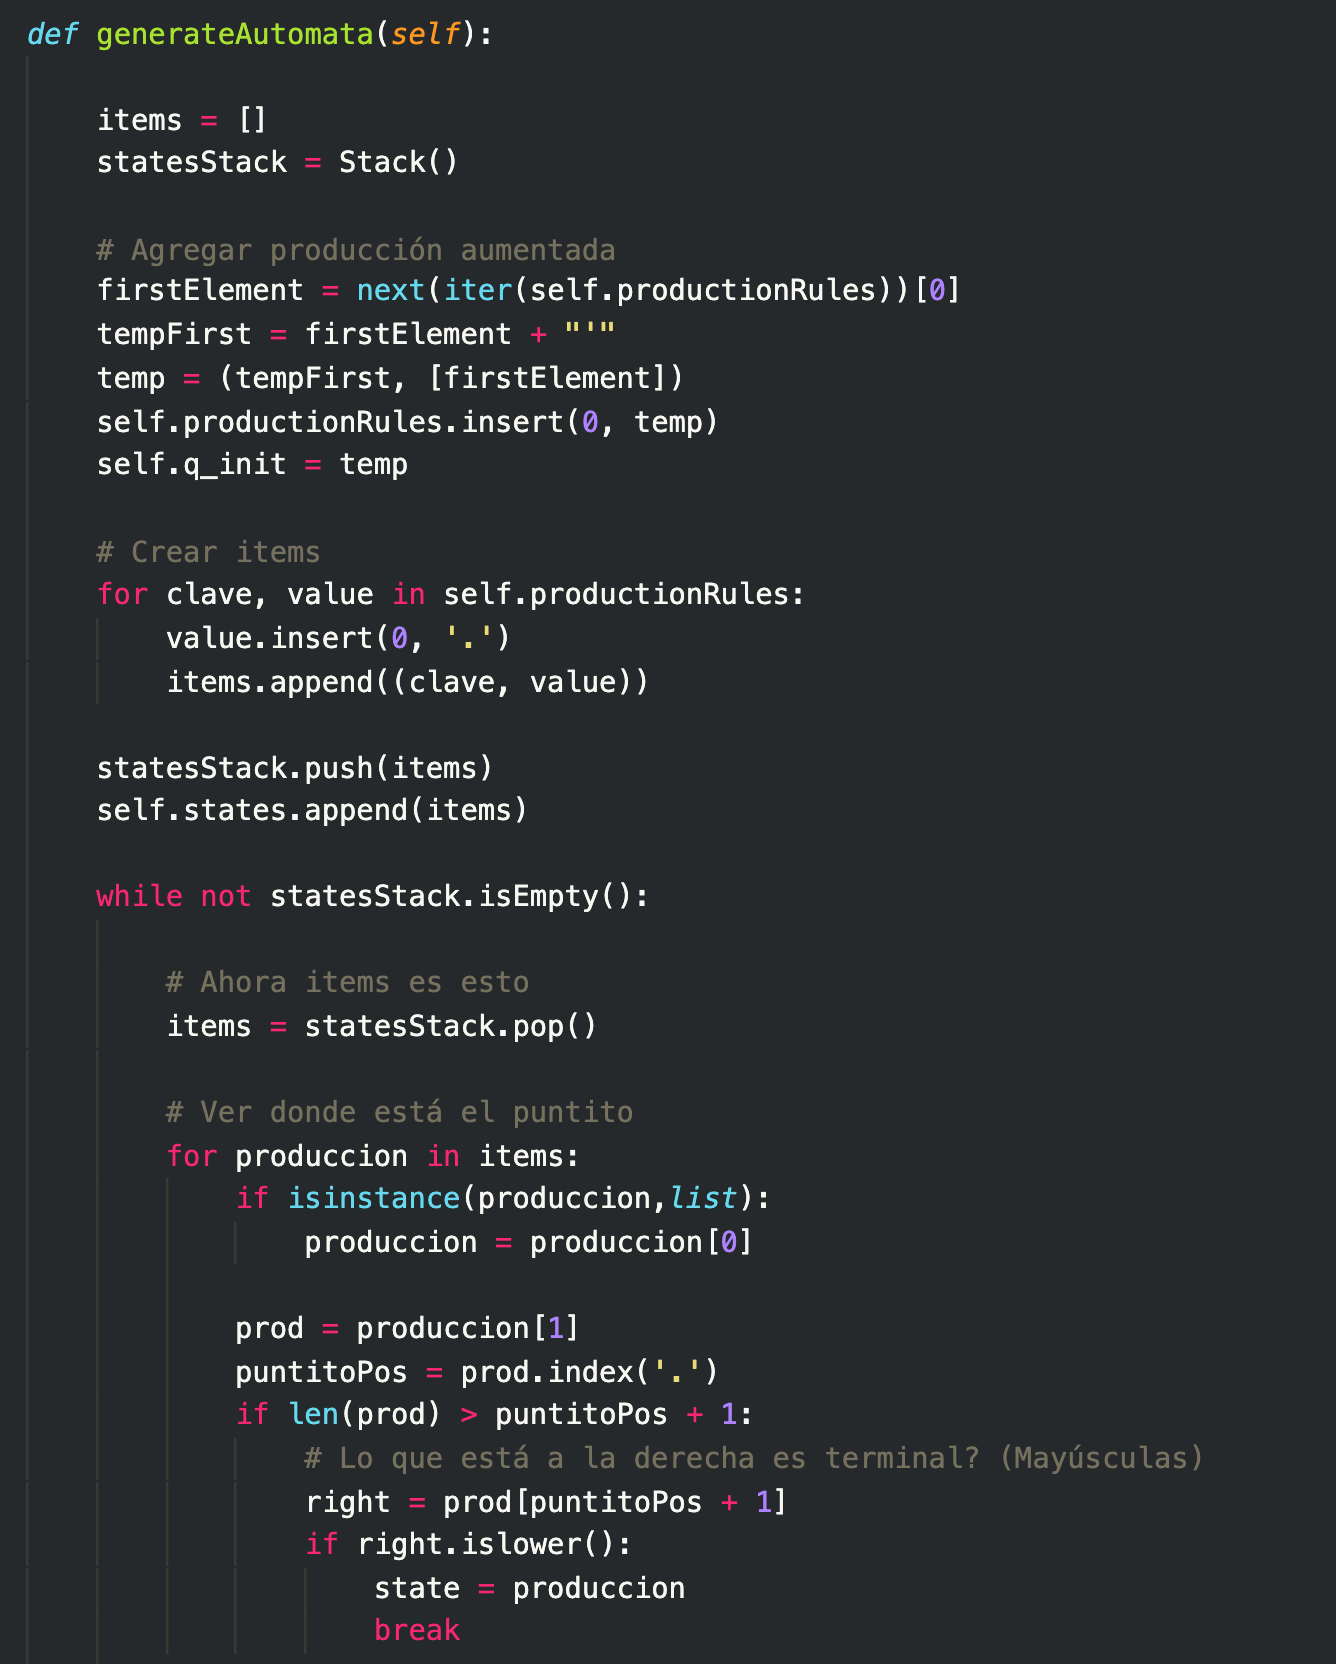 def generateAutomata(self):
items = []
statesStack = Stack()
# Agregar producción aumentada
firstElement = next(iter(self.productionRules))[0]
tempFirst = firstElement + "'"
temp = (tempFirst, [firstElement])
self.productionRules.insert(0, temp)
self.q_init = temp
# Crear items
for clave, value in self.productionRules:
value.insert(0, '.')
items.append((clave, value))
statesStack.push(items)
self.states.append(items)
while not statesStack.isEmpty():
# Ahora items es esto
items = statesStack.pop()
# Ver donde está el puntito
for produccion in items:
if isinstance(produccion,list):
produccion = produccion[0]
prod = produccion[1]
puntitoPos = prod.index('.')
if len(prod) > puntitoPos + 1:
# Lo que está a la derecha es terminal? (Mayúsculas)
right = prod[puntitoPos + 1]
if right.islower():
state = produccion
break